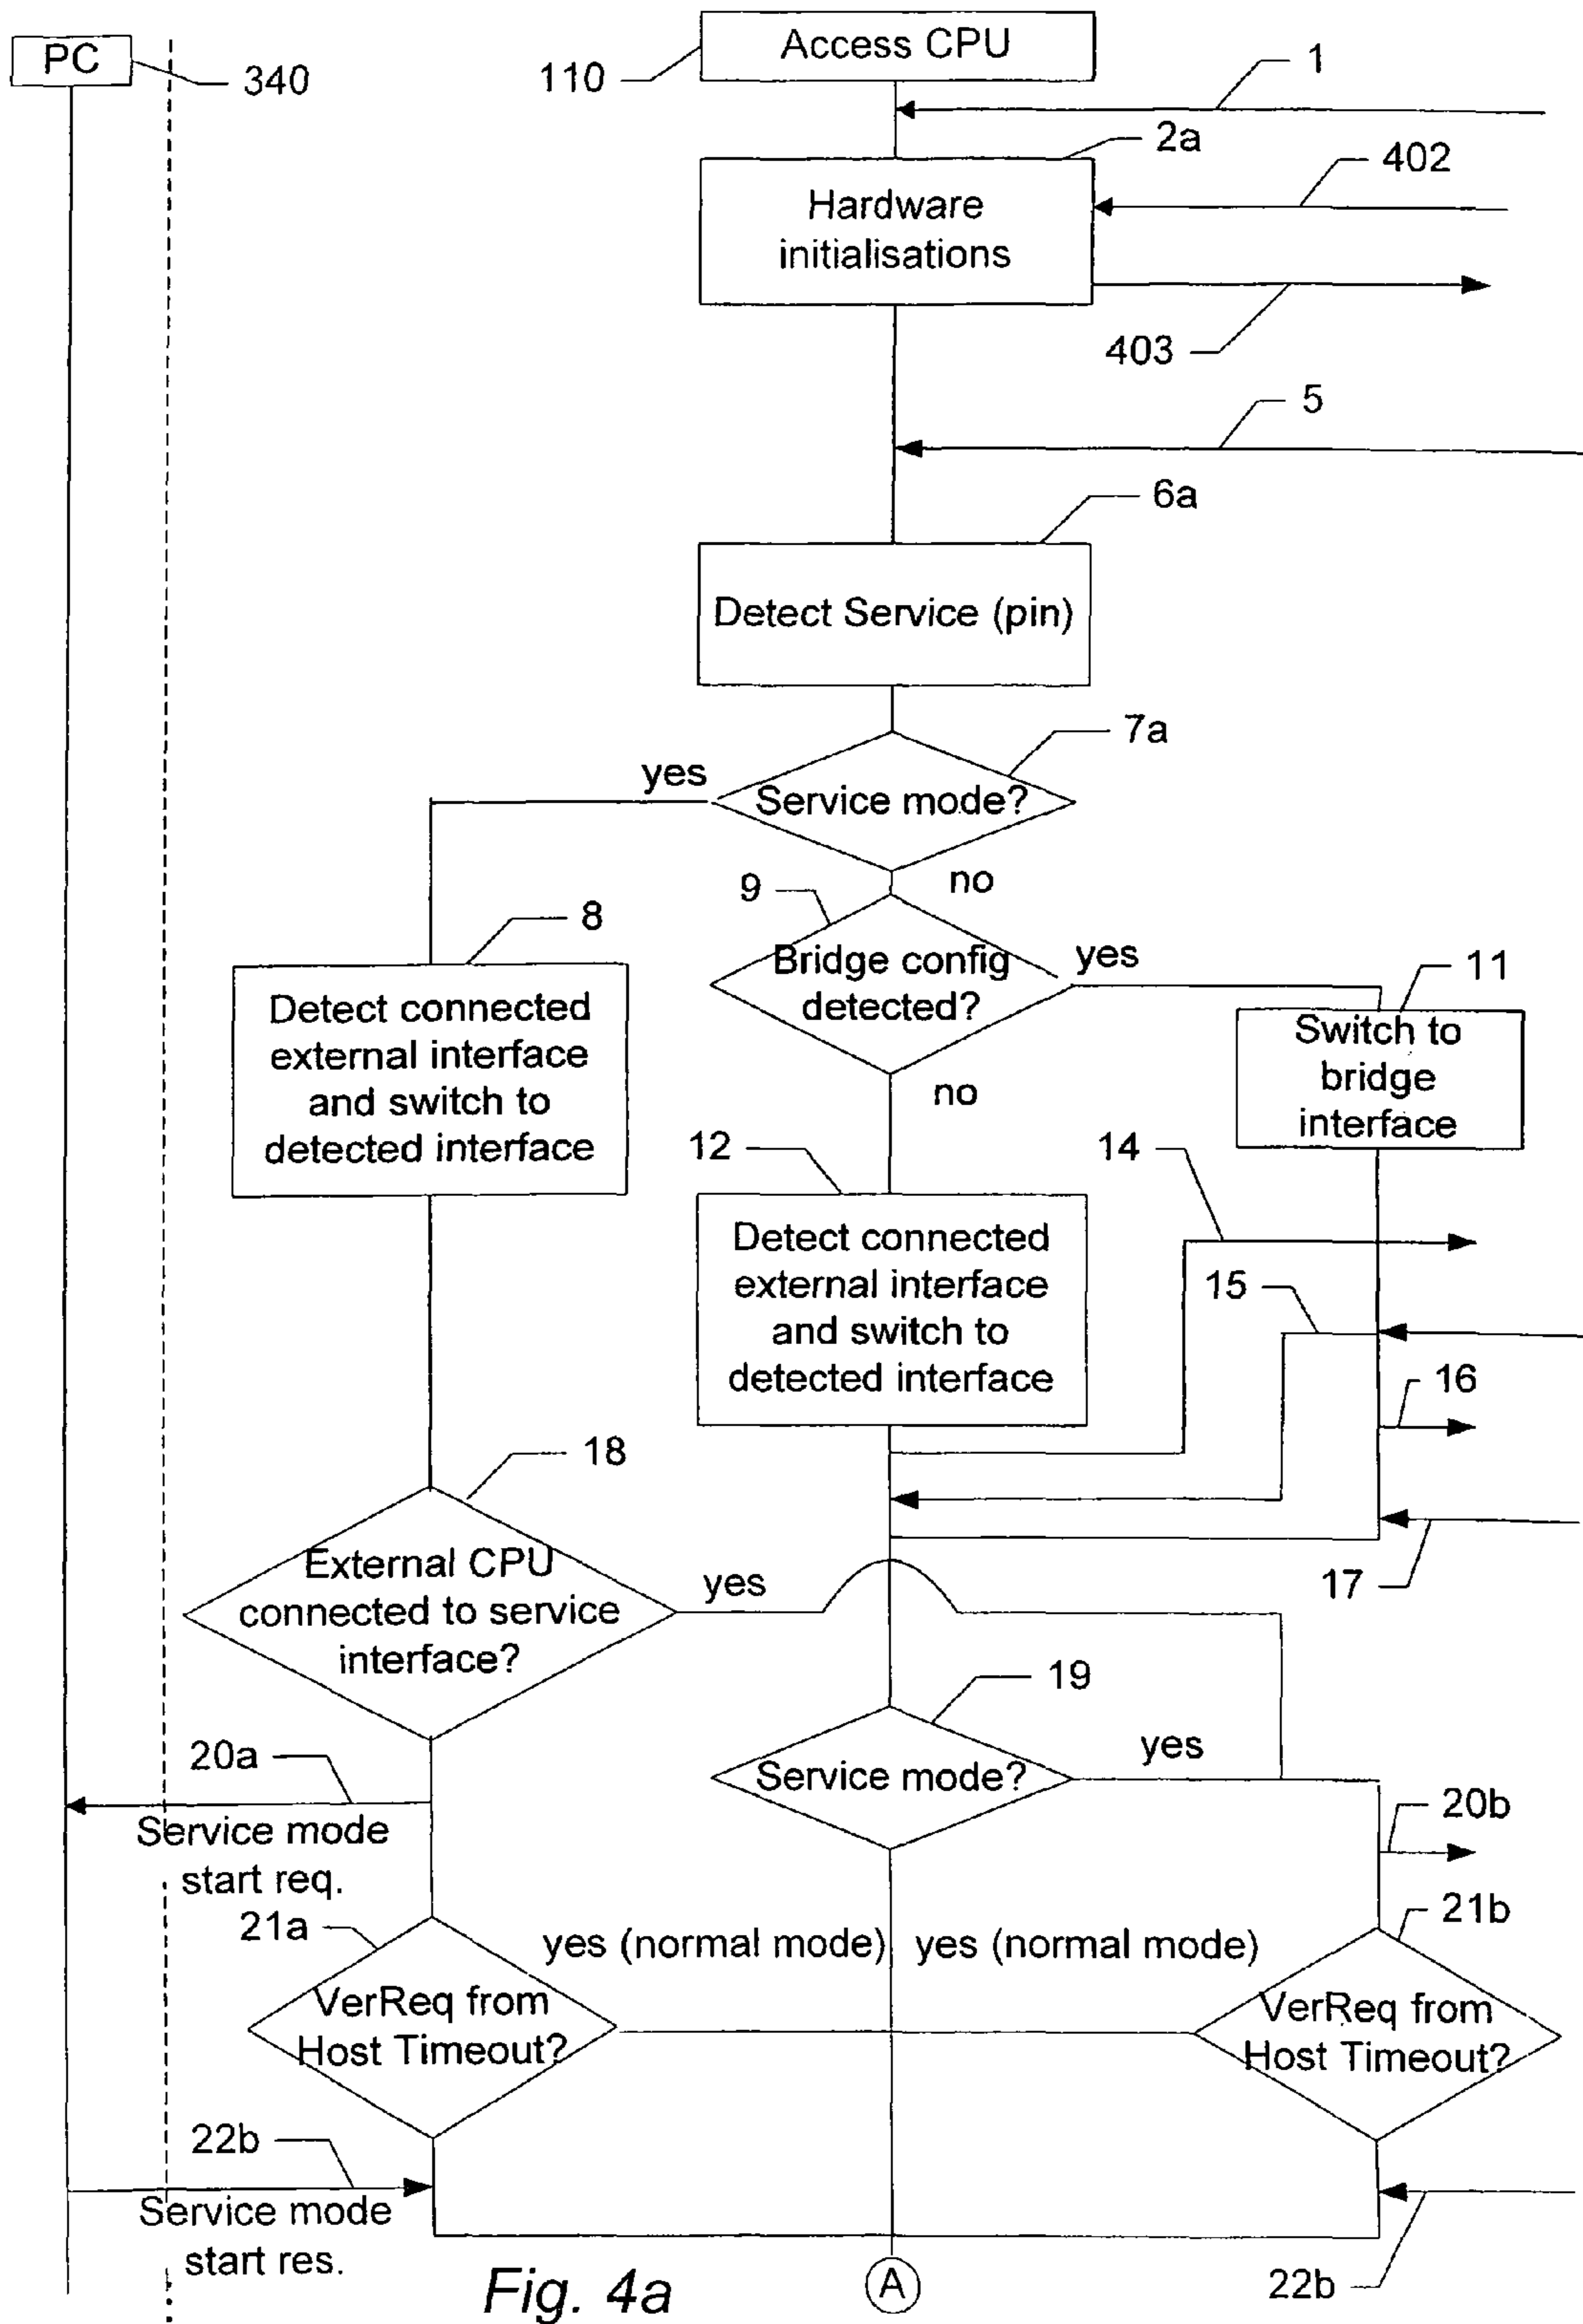 PC
340
Access CPU
110
1
2a
402
Hardware
initialisations
403
5
6a
Detect Service (pin)
7a
yes
Service mode?
no
9
8
Bridge config
detected?
yes
11
Detect connected
external interface
and switch to
detected interface
Switch to
bridge
interface
no
12
14
Detect connected
external interface
and switch to
detected interface
15
16
18
17
External CPU
connected to service
interface?
yes
19
20a
Service mode?
yes
20b
Service mode
start req.
21a
21b
yes (normal mode)
yes (normal mode)
VerReq from
Host Timeout?
VerReq from
Host Timeout?
22b
Service mode
start res.
22b
Fig. 4a
A